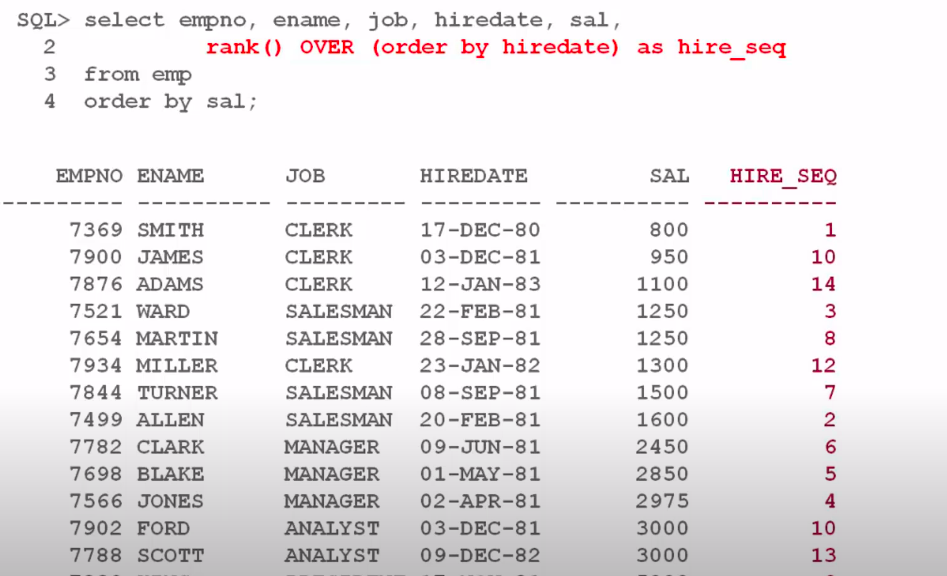 SQL> select empno, ename, job, hiredate, sal,
2 rank() OVER (order by hiredate) as hire_seq
3 from emp
4 order by sal;
EMPNO ENAME JOB HIREDATE SAL HIRE_SEQ
--------- ---------- --------- --------- ---------- ----------
7369 SMITH CLERK 17-DEC-80 800 1
7900 JAMES CLERK 03-DEC-81 950 10
7876 ADAMS CLERK 12-JAN-83 1100 14
7521 WARD SALESMAN 22-FEB-81 1250 3
7654 MARTIN SALESMAN 28-SEP-81 1250 8
7934 MILLER CLERK 23-JAN-82 1300 12
7844 TURNER SALESMAN 08-SEP-81 1500 7
7499 ALLEN SALESMAN 20-FEB-81 1600 2
7782 CLARK MANAGER 09-JUN-81 2450 6
7698 BLAKE MANAGER 01-MAY-81 2850 5
7566 JONES MANAGER 02-APR-81 2975 4
7902 FORD ANALYST 03-DEC-81 3000 10
7788 SCOTT ANALYST 09-DEC-82 3000 13